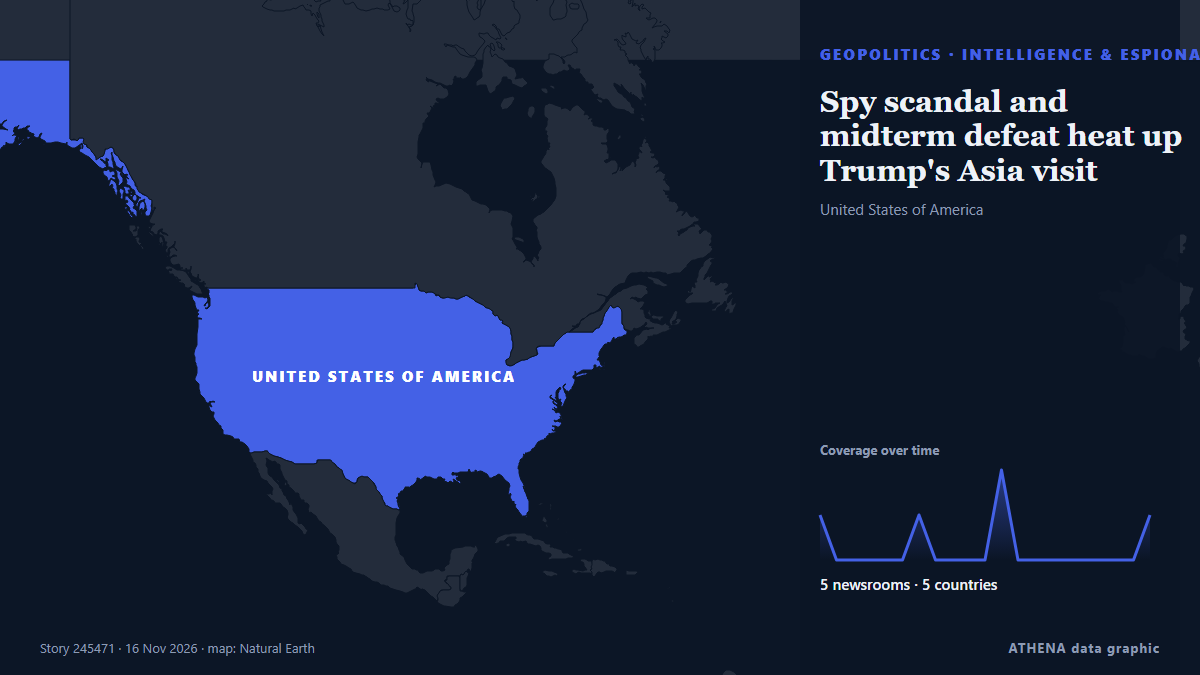 GEOPOLITICS · INTELLIGENCE & ESPIONA
Spy scandal and
midterm defeat heat up
Trump's Asia visit
United States of America
UNITED STATES OF AMERICA
Coverage over time
5 newsrooms · 5 countries
Story 245471 · 16 Nov 2026 · map: Natural Earth
ATHENA data graphic